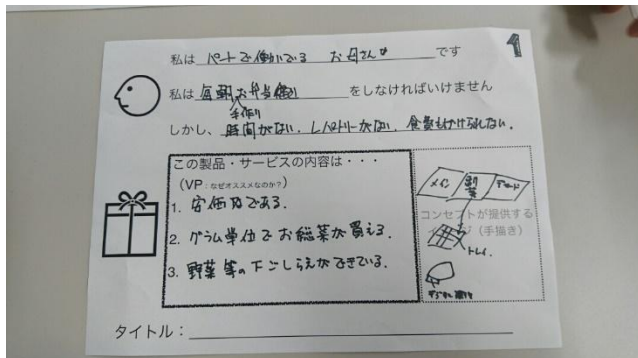 1
私は パートで働いている お母さん です
私は 毎朝お弁当作り をしなければいけません
手作り
しかし、時間がない. レパトリーがない. 食費もかけられない.
この製品・サービスの内容は・・・
(VP:なぜオススメなのか?)
1. 安価である.
2. グラム単位でお総菜が買える.
3. 野菜等の下ごしらえができている.
メイン 副菜 デザート
コンセプトが提供する
イメージ(手描き)
トレイ
タイトル: